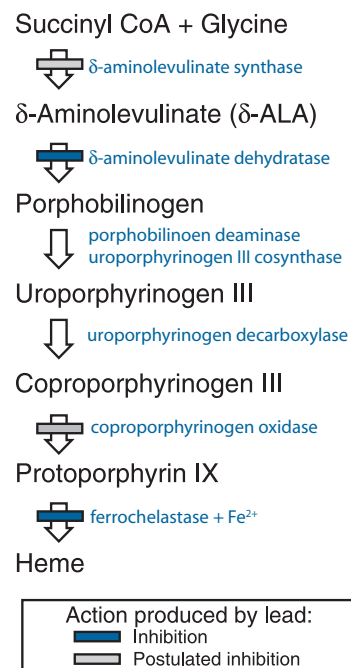 Succinyl CoA + Glycine
δ-aminolevulinate synthase
δ-Aminolevulinate (δ-ALA)
δ-aminolevulinate dehydratase
Porphobilinogen
porphobilinoen deaminase
uroporphyrinogen III cosynthase
Uroporphyrinogen III
uroporphyrinogen decarboxylase
Coproporphyrinogen III
coproporphyrinogen oxidase
Protoporphyrin IX
ferrochelastase + Fe²⁺
Heme
Action produced by lead:
Inhibition
Postulated inhibition